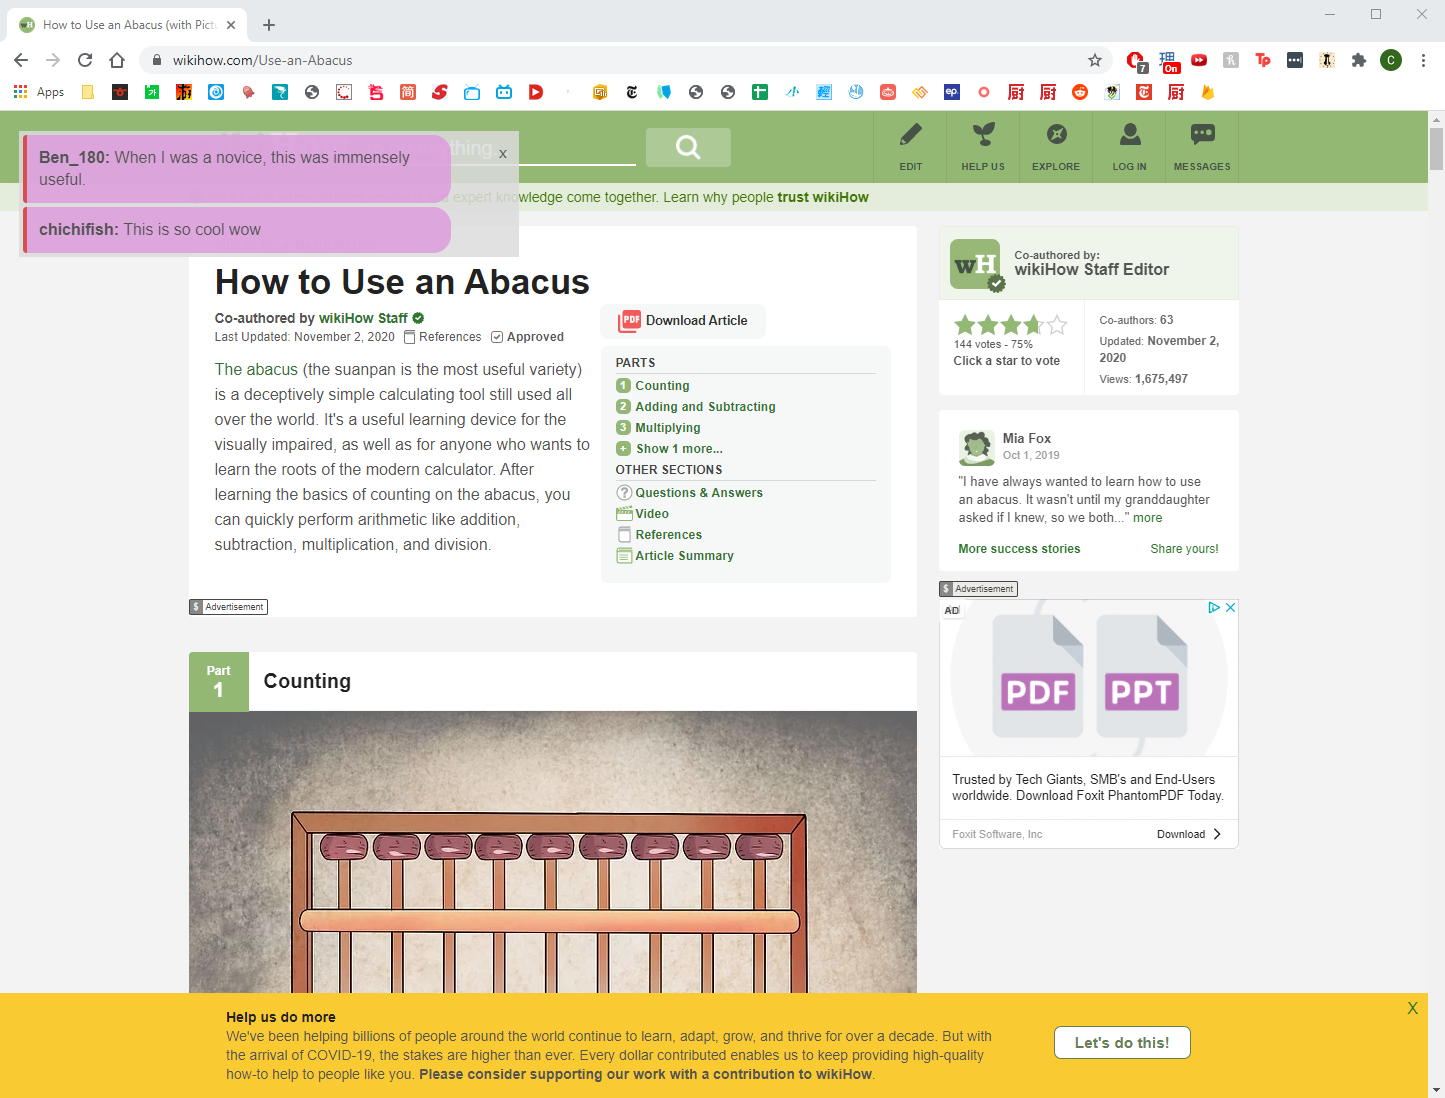 How to Use an Abacus (with Pictu
wikihow.com/Use-an-Abacus
C
7
On
Apps
thing
EDIT
HELP US
EXPLORE
LOG IN
MESSAGES
Ben_180: When I was a novice, this was immensely
useful.
x
chichifish: This is so cool wow
expert knowledge come together. Learn why people trust wikiHow
How to Use an Abacus
Co-authored by wikiHow Staff
Last Updated: November 2, 2020 References Approved
The abacus (the suanpan is the most useful variety)
is a deceptively simple calculating tool still used all
over the world. It's a useful learning device for the
visually impaired, as well as for anyone who wants to
learn the roots of the modern calculator. After
learning the basics of counting on the abacus, you
can quickly perform arithmetic like addition,
subtraction, multiplication, and division.
PDF Download Article
PARTS
1 Counting
2 Adding and Subtracting
3 Multiplying
+ Show 1 more...
OTHER SECTIONS
? Questions & Answers
Video
References
Article Summary
$ Advertisement
wH
Co-authored by:
wikiHow Staff Editor
144 votes - 75%
Click a star to vote
Co-authors: 63
Updated: November 2,
2020
Views: 1,675,497
Mia Fox
Oct 1, 2019
"I have always wanted to learn how to use
an abacus. It wasn't until my granddaughter
asked if I knew, so we both..." more
More success stories
Share yours!
$ Advertisement
AD
PDF
PPT
Trusted by Tech Giants, SMB's and End-Users
worldwide. Download Foxit PhantomPDF Today.
Foxit Software, Inc
Download
Part
1
Counting
Help us do more
We've been helping billions of people around the world continue to learn, adapt, grow, and thrive for over a decade. But with
the arrival of COVID-19, the stakes are higher than ever. Every dollar contributed enables us to keep providing high-quality
how-to help to people like you. Please consider supporting our work with a contribution to wikiHow.
Let's do this!
X